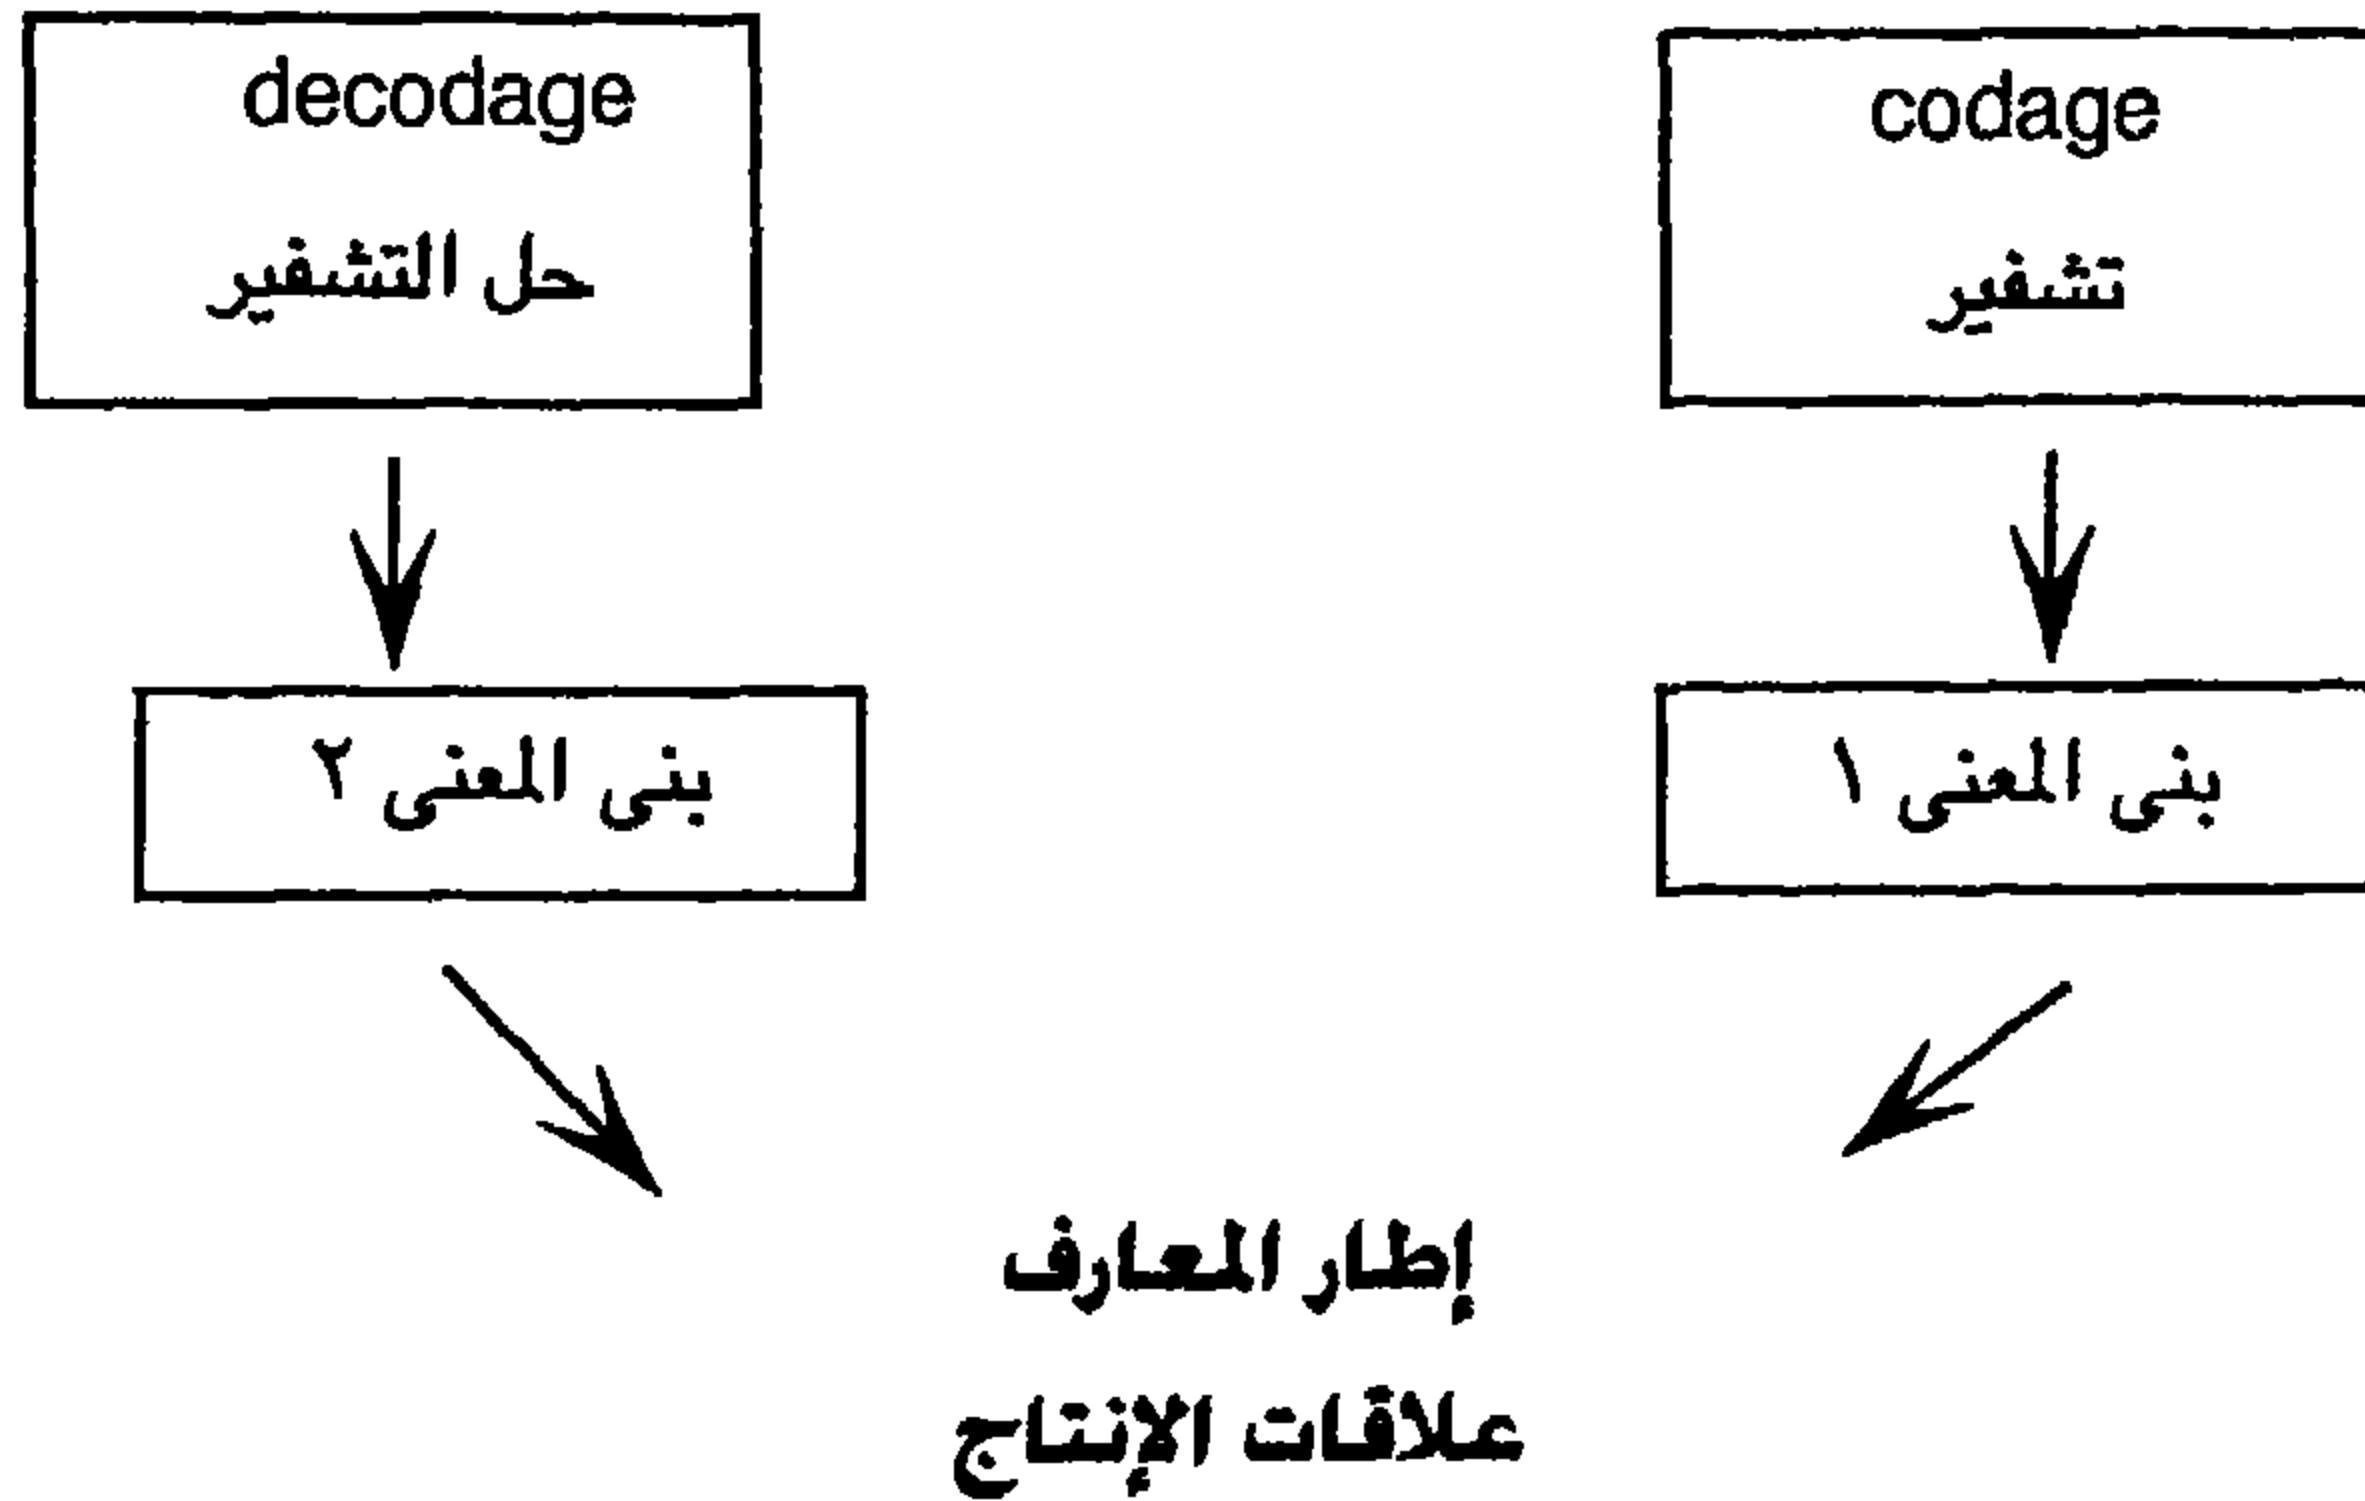 codage
تشفير
decodage
حل التشفير
بنى المعنى ١
بنى المعنى ٢
إطار المعارف
علاقات الإنتاج